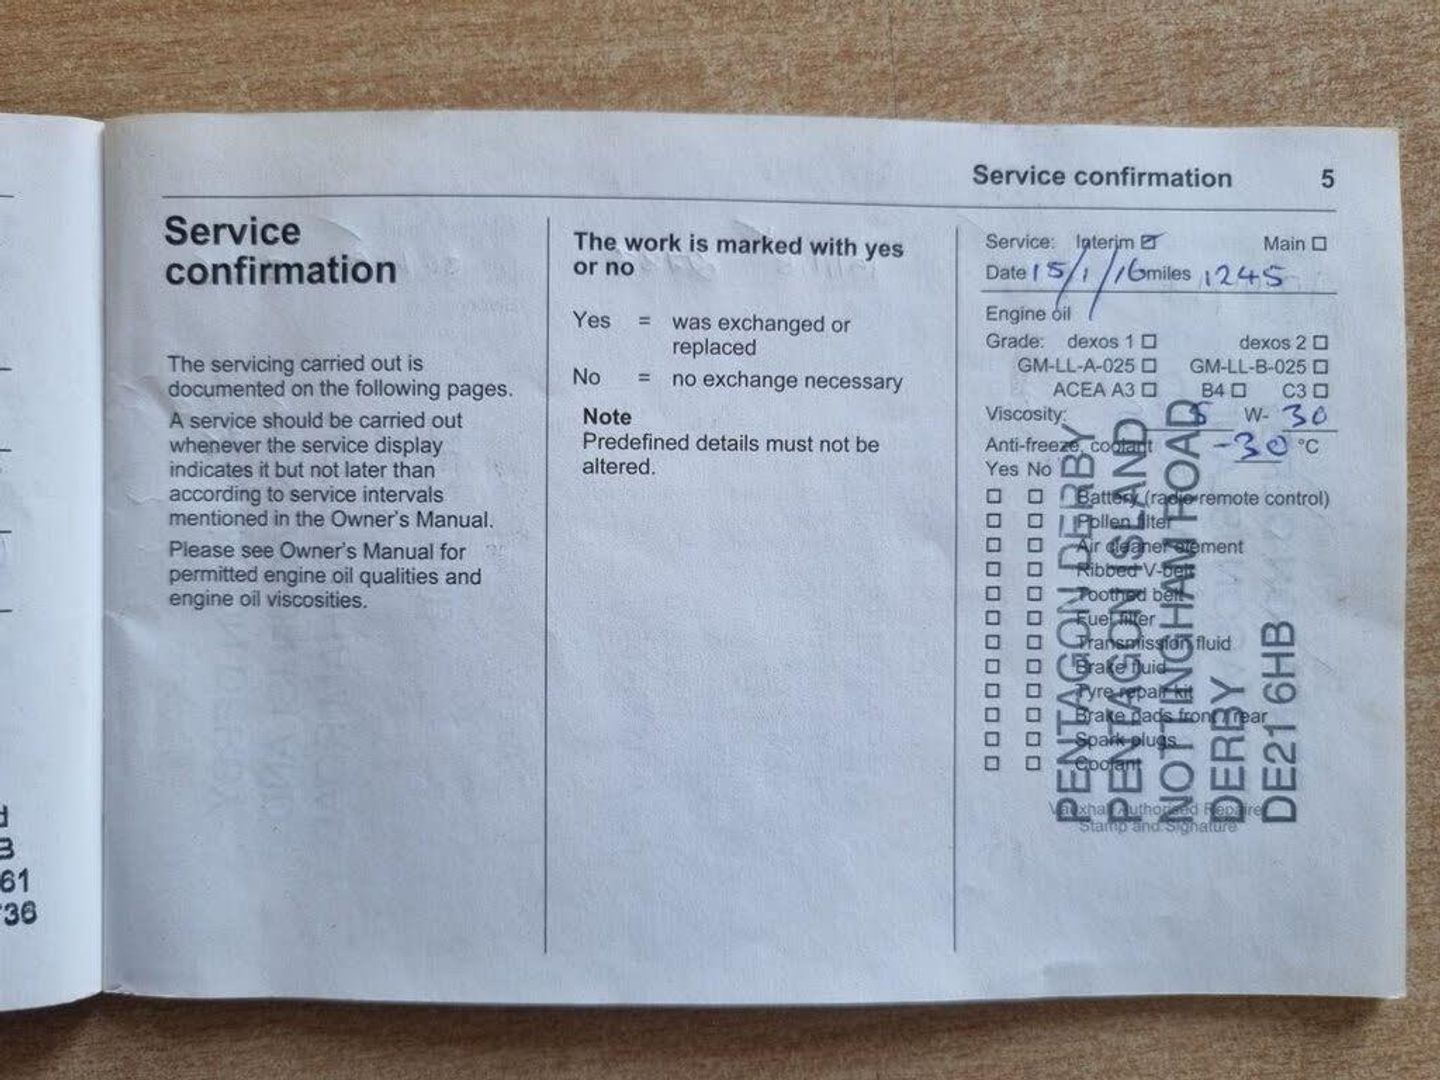 Service confirmation 5
Service
confirmation
The servicing carried out is
documented on the following pages.
A service should be carried out
whenever the service display
indicates it but not later than
according to service intervals
mentioned in the Owner's Manual.
Please see Owner's Manual for
permitted engine oil qualities and
engine oil viscosities.
The work is marked with yes
or no
Yes = was exchanged or
replaced
No = no exchange necessary
Note
Predefined details must not be
altered.
Service: Interim ☑ Main ☐
Date 15/1/16 miles 1245
Engine oil
Grade: dexos 1 ☐ dexos 2 ☐
GM-LL-A-025 ☐ GM-LL-B-025 ☐
ACEA A3 ☐ B4 ☐ C3 ☐
Viscosity: 5 W- 30
Anti-freeze, coolant -30 °C
Yes No
☐ ☐ Battery (radio remote control)
☐ ☐ Pollen filter
☐ ☐ Air cleaner element
☐ ☐ Ribbed V-belt
☐ ☐ Toothed belt
☐ ☐ Fuel filter
☐ ☐ Transmission fluid
☐ ☐ Brake fluid
☐ ☐ Tyre repair kit
☐ ☐ Brake pads front / rear
☐ ☐ Spark plugs
☐ ☐ Coolant
Vauxhall Authorised Repairer
Stamp and Signature
PENTAGON DERBY
PENTAGON ISLAND
NOTTINGHAM ROAD
DERBY
DE21 6HB
61
36